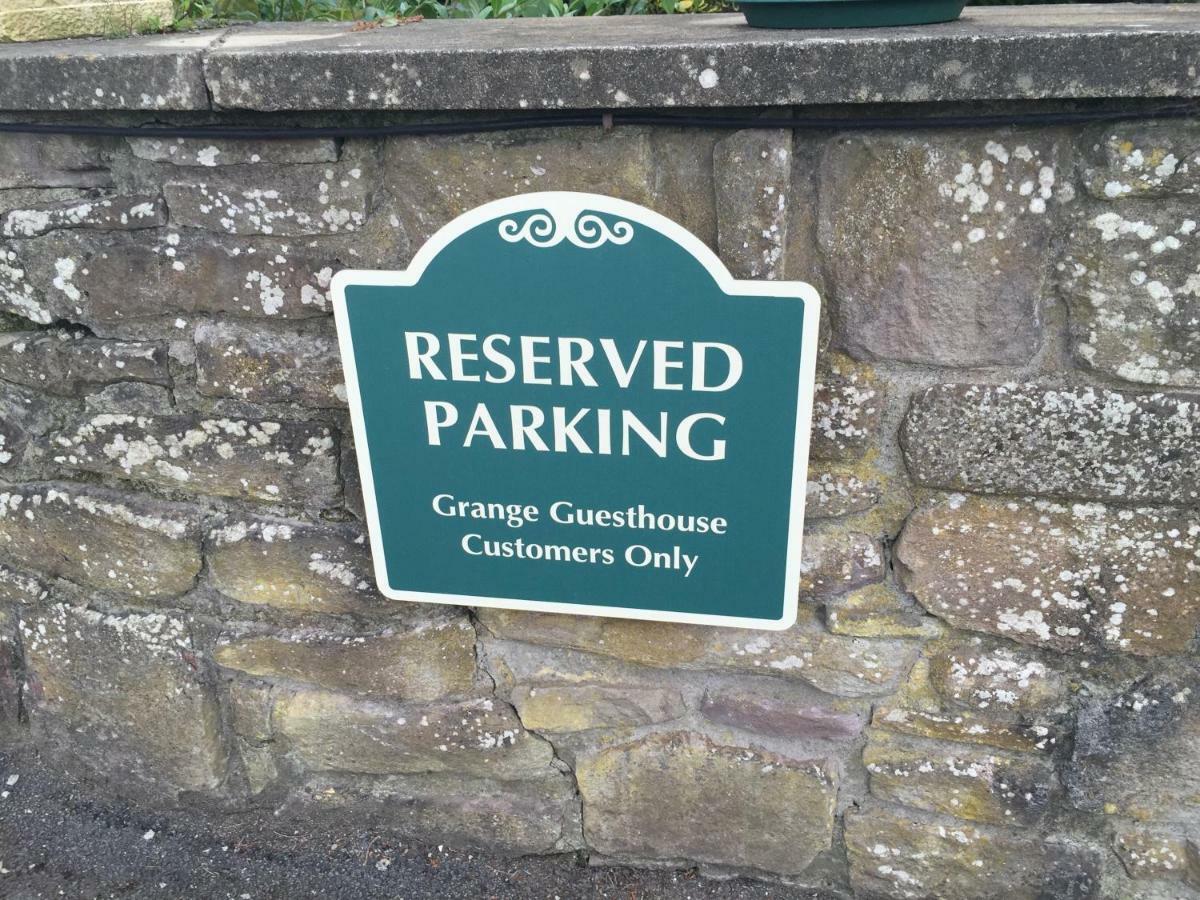 RESERVED
PARKING
Grange Guesthouse
Customers Only